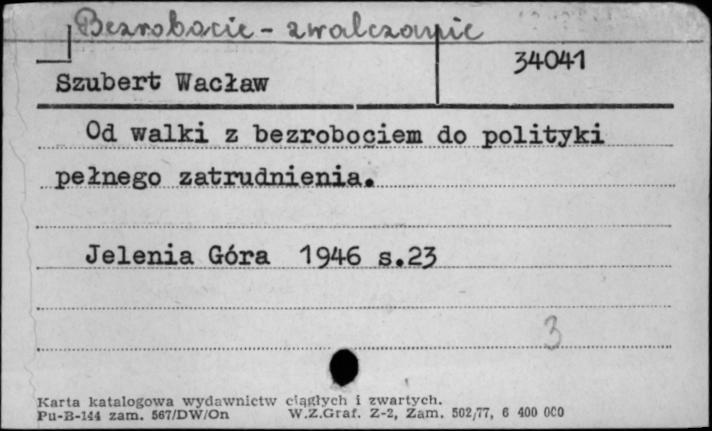 Bezrobocie - zwalczanie
34041
Szubert Wacław
Od walki z bezrobociem do polityki
pełnego zatrudnienia.
Jelenia Góra 1946 s.23
3
Karta katalogowa wydawnictw ciągłych i zwartych.
Pu-B-144 zam. 567/DW/On W.Z.Graf. Z-2, Zam. 502/77, 6 400 000